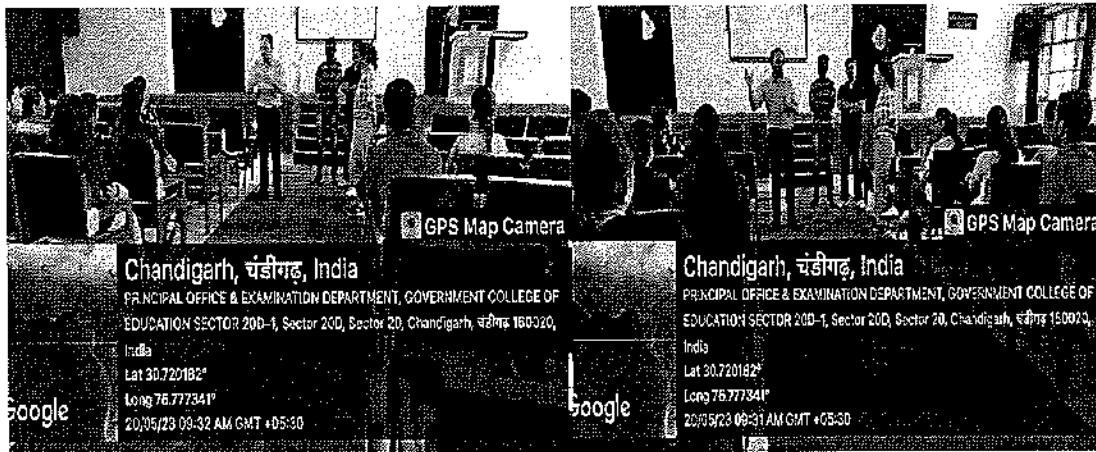 GPS Map Camera
Chandigarh, चंडीगढ़, India
PRINCIPAL OFFICE & EXAMINATION DEPARTMENT, GOVERNMENT COLLEGE OF
EDUCATION SECTOR 20D-1, Sector 20D, Sector 20, Chandigarh, चंडीगढ़ 160020,
India
Lat 30.720182°
Long 76.777341°
20/05/23 09:32 AM GMT +05:30
Google
GPS Map Camera
Chandigarh, चंडीगढ़, India
PRINCIPAL OFFICE & EXAMINATION DEPARTMENT, GOVERNMENT COLLEGE OF
EDUCATION SECTOR 20D-1, Sector 20D, Sector 20, Chandigarh, चंडीगढ़ 160020,
India
Lat 30.720182°
Long 76.777341°
20/05/23 09:31 AM GMT +05:30
Google